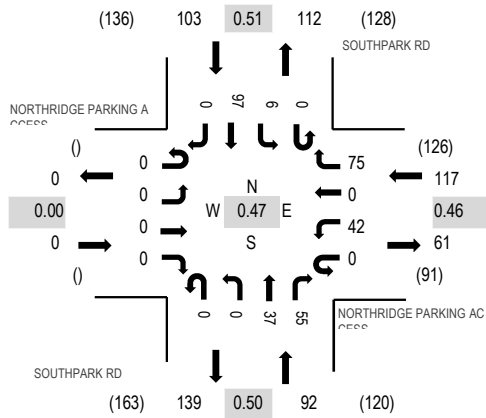 (136) 103 0.51 112 (128)
SOUTHPARK RD
NORTHRIDGE PARKING A
CCESS
0 97 6 0
() 0 75 (126)
0 0 N 0 117
0.00 W 0.47 E 0.46
0 0 S 42 61
() 0 0 (91)
0 0 37 55
NORTHRIDGE PARKING AC
CESS
SOUTHPARK RD
(163) 139 0.50 92 (120)